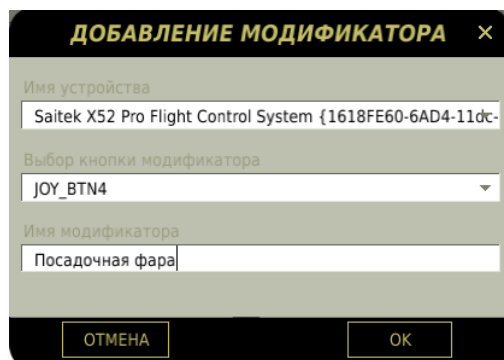 ДОБАВЛЕНИЕ МОДИФИКАТОРА
Имя устройства
Saitek X52 Pro Flight Control System {1618FE60-6AD4-11dc-
Выбор кнопки модификатора
JOY_BTN4
Имя модификатора
Посадочная фара
ОТМЕНА OK